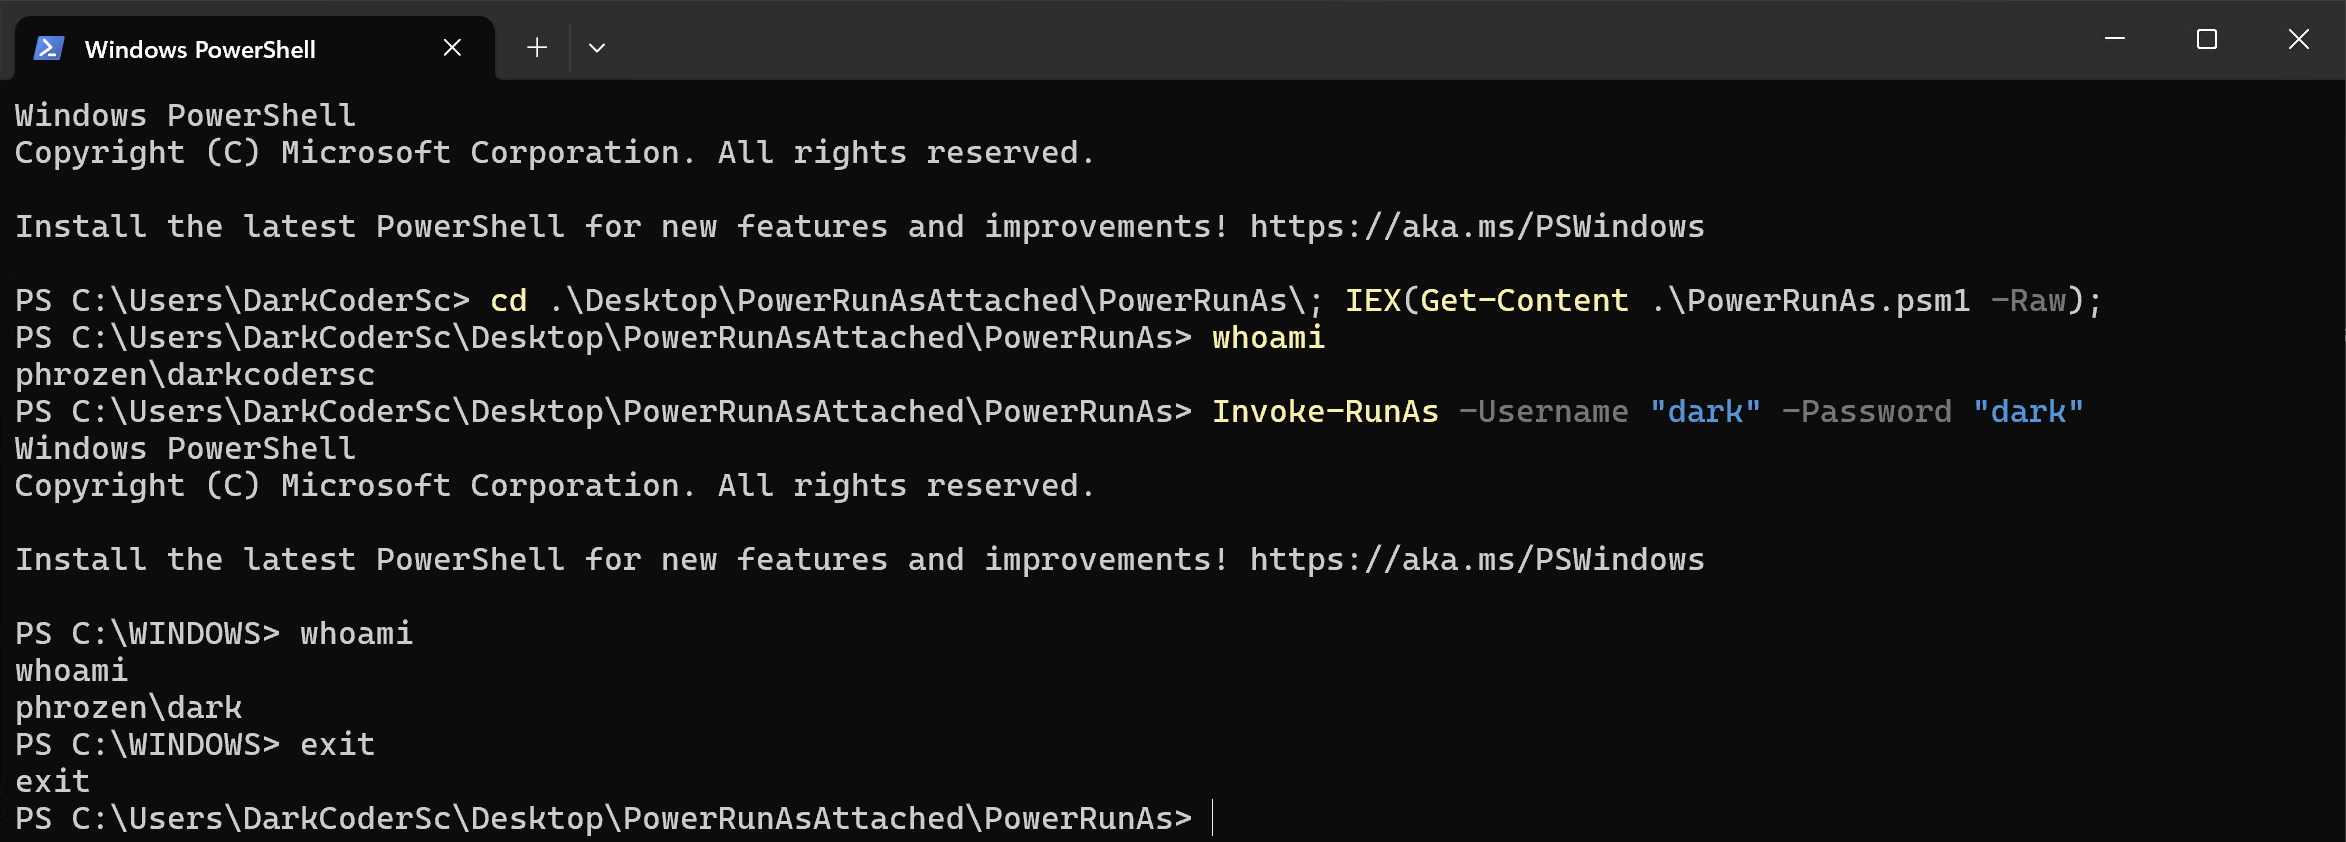 Windows PowerShell
Windows PowerShell
Copyright (C) Microsoft Corporation. All rights reserved.
Install the latest PowerShell for new features and improvements! https://aka.ms/PSWindows
PS C:\Users\DarkCoderSc> cd .\Desktop\PowerRunAsAttached\PowerRunAs\; IEX(Get-Content .\PowerRunAs.psm1 -Raw);
PS C:\Users\DarkCoderSc\Desktop\PowerRunAsAttached\PowerRunAs> whoami
phrozen\darkcodersc
PS C:\Users\DarkCoderSc\Desktop\PowerRunAsAttached\PowerRunAs> Invoke-RunAs -Username "dark" -Password "dark"
Windows PowerShell
Copyright (C) Microsoft Corporation. All rights reserved.
Install the latest PowerShell for new features and improvements! https://aka.ms/PSWindows
PS C:\WINDOWS> whoami
whoami
phrozen\dark
PS C:\WINDOWS> exit
exit
PS C:\Users\DarkCoderSc\Desktop\PowerRunAsAttached\PowerRunAs>